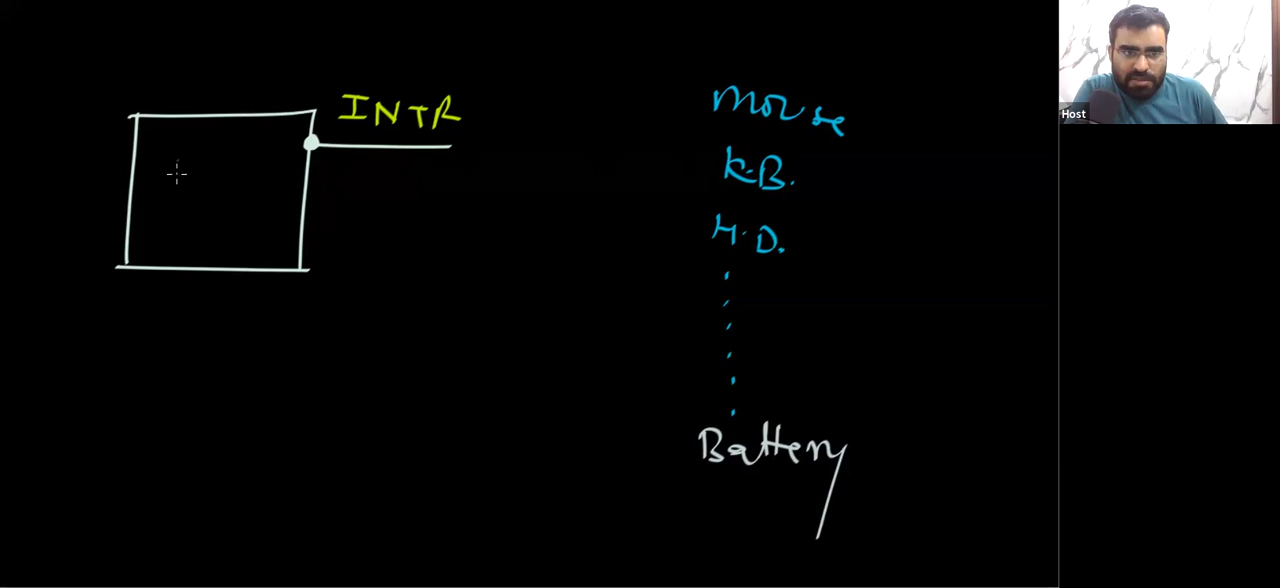 INTR
Mouse
K.B.
H.D.
Battery
Host